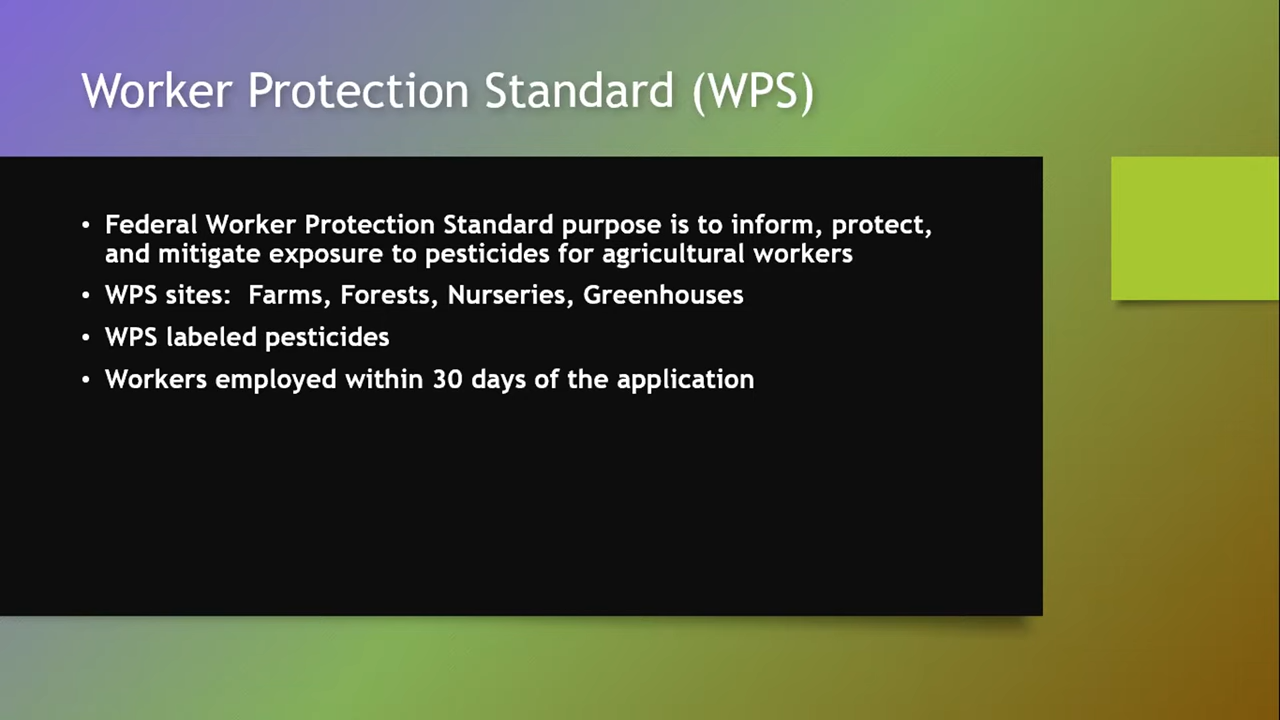 Worker Protection Standard (WPS)
• Federal Worker Protection Standard purpose is to inform, protect,
and mitigate exposure to pesticides for agricultural workers
• WPS sites:  Farms, Forests, Nurseries, Greenhouses
• WPS labeled pesticides
• Workers employed within 30 days of the application